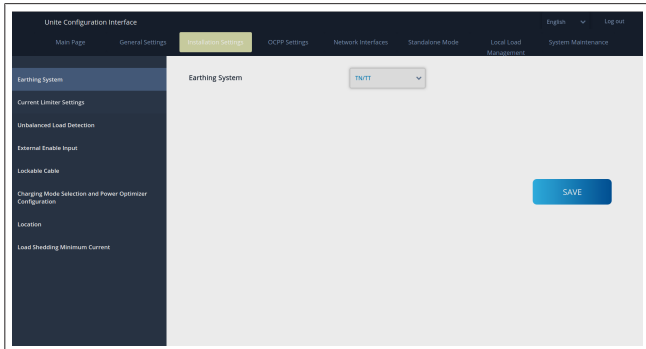 Unite Configuration Interface
English
Log out
Main Page
General Settings
Installation Settings
OCPP Settings
Network Interfaces
Standalone Mode
Local Load
Management
System Maintenance
Earthing System
Current Limiter Settings
Unbalanced Load Detection
External Enable Input
Lockable Cable
Charging Mode Selection and Power Optimizer
Configuration
Location
Load Shedding Minimum Current
Earthing System
TN/TT
SAVE